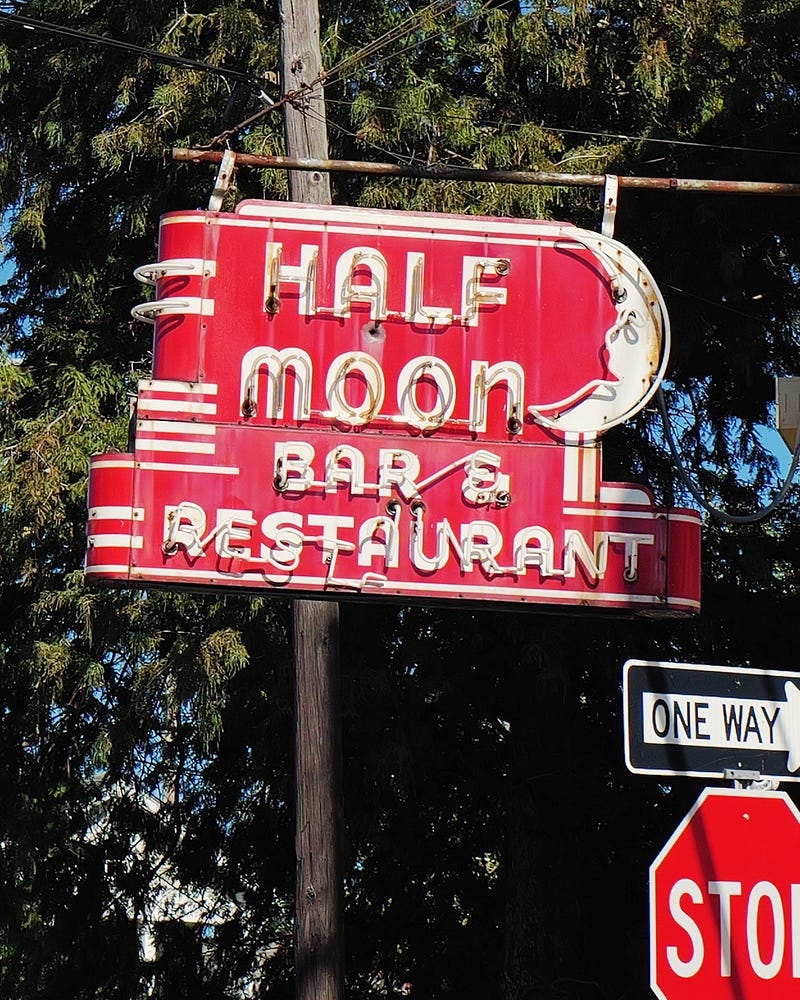 HALF
MOON
BAR &
RESTAURANT
ONE WAY
STOP